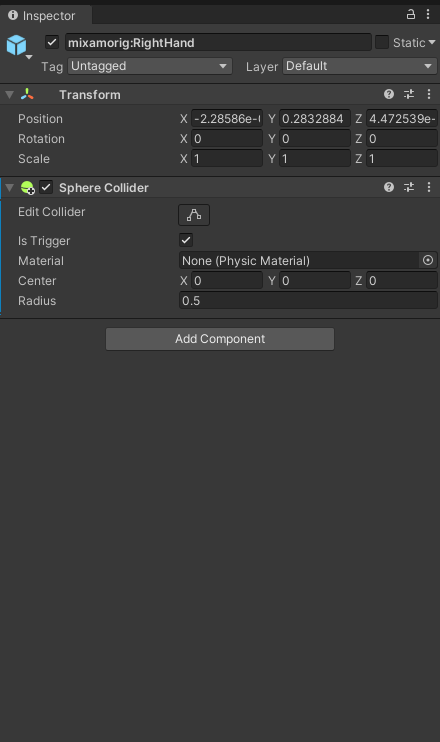 Inspector
mixamorig:RightHand Static
Tag Untagged Layer Default
Transform
Position X -2.28586e-( Y 0.2832884 Z 4.472539e-
Rotation X 0 Y 0 Z 0
Scale X 1 Y 1 Z 1
Sphere Collider
Edit Collider
Is Trigger
Material None (Physic Material)
Center X 0 Y 0 Z 0
Radius 0.5
Add Component